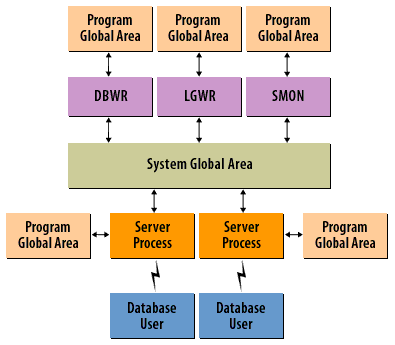 Program Program Program
Global Area Global Area Global Area
DBWR LGWR SMON
System Global Area
Program Server Server Program
Global Area Process Process Global Area
Database Database
User User